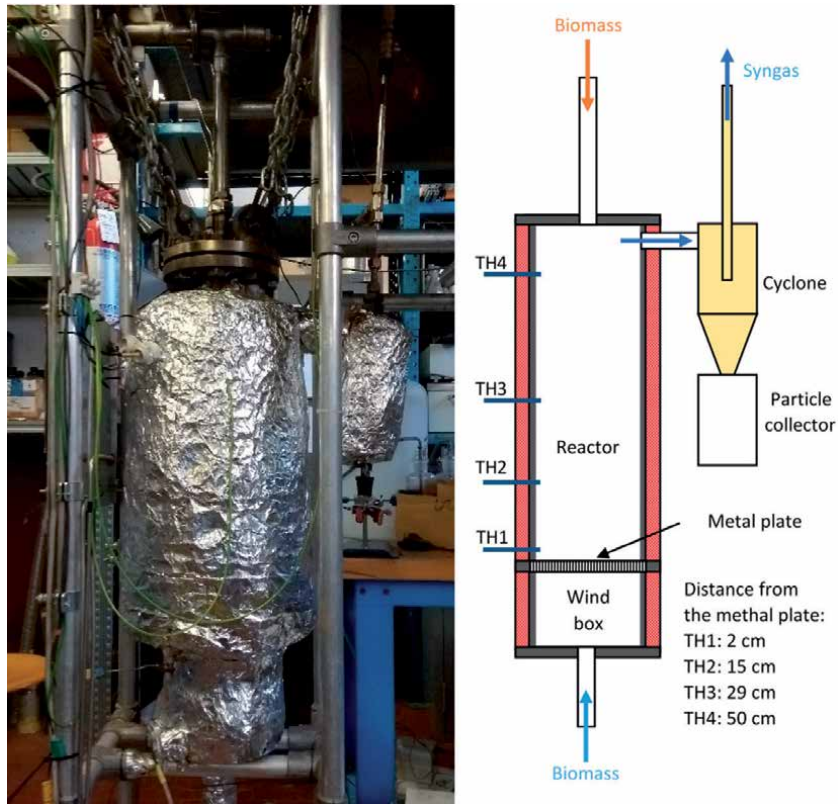 Biomass
Syngas
TH4
Cyclone
TH3
Particle
collector
Reactor
TH2
Metal plate
TH1
Wind
box
Distance from
the methal plate:
TH1: 2 cm
TH2: 15 cm
TH3: 29 cm
TH4: 50 cm
Biomass